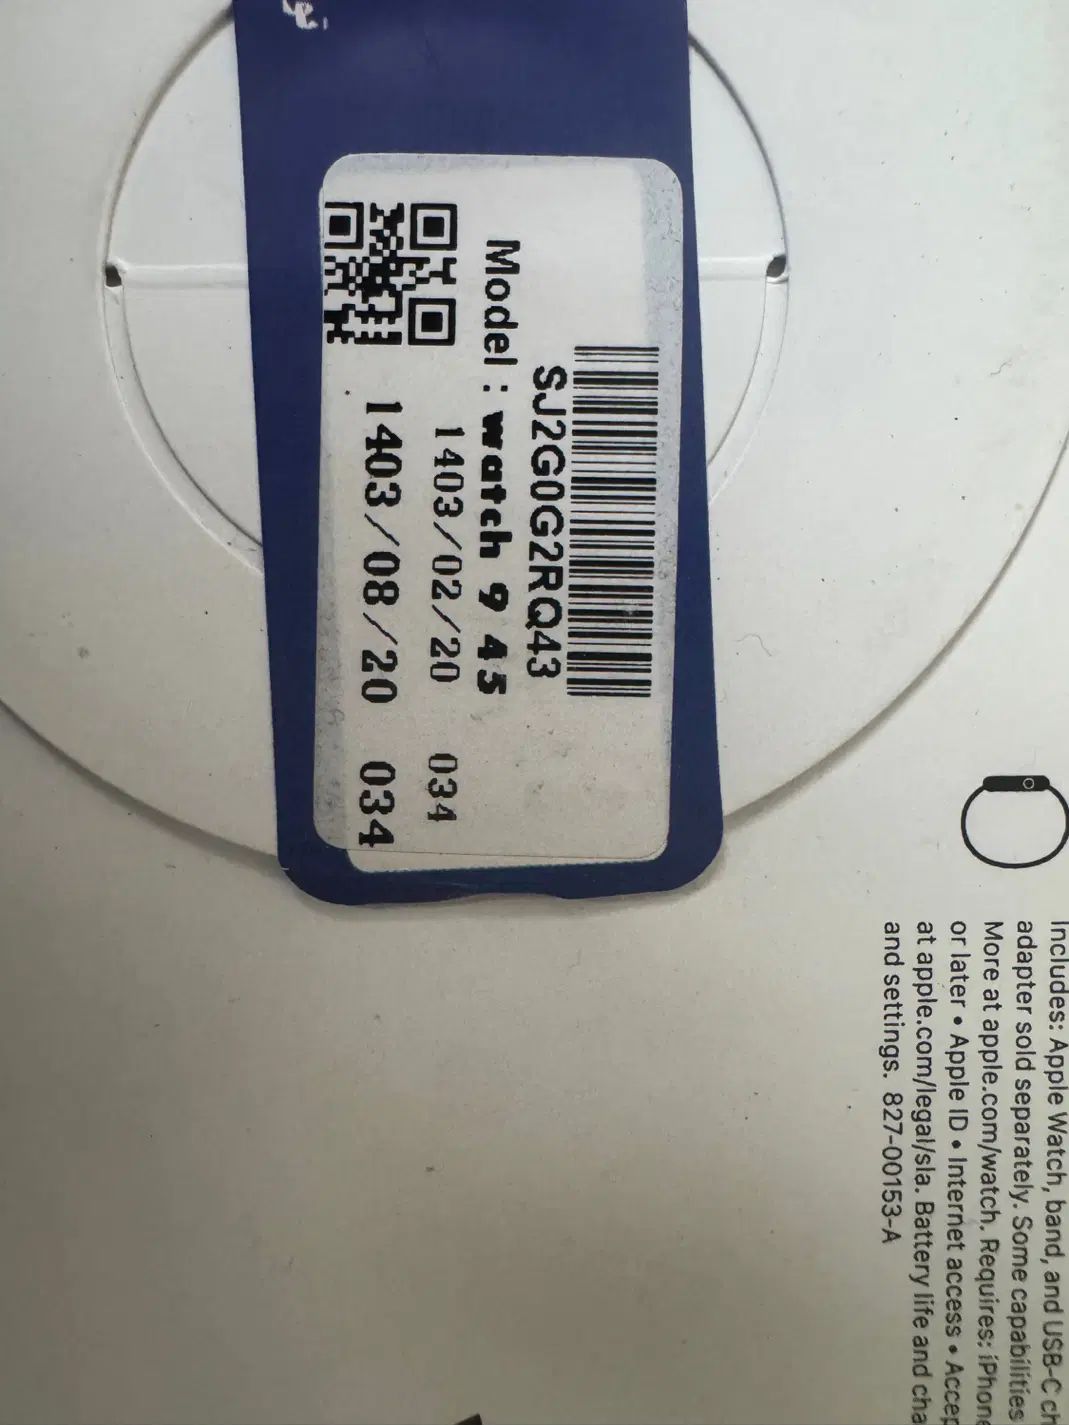 SJ2G0G2RQ43
Model : watch 9 45
1403/02/20 034
1403/08/20 034
Includes: Apple Watch, band, and USB-C ch
adapter sold separately. Some capabilities
More at apple.com/watch. Requires: iPhone
or later • Apple ID • Internet access • Accep
at apple.com/legal/sla. Battery life and cha
and settings. 827-00153-A